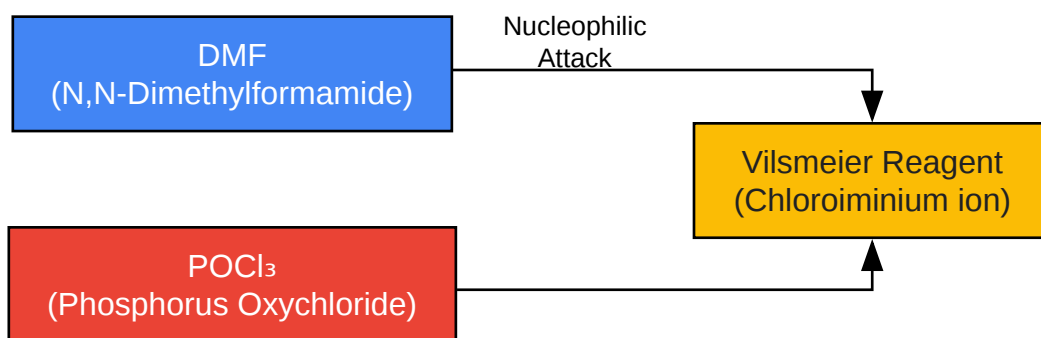 DMF
(N,N-Dimethylformamide)
Nucleophilic
Attack
Vilsmeier Reagent
(Chloroiminium ion)
POCl₃
(Phosphorus Oxychloride)